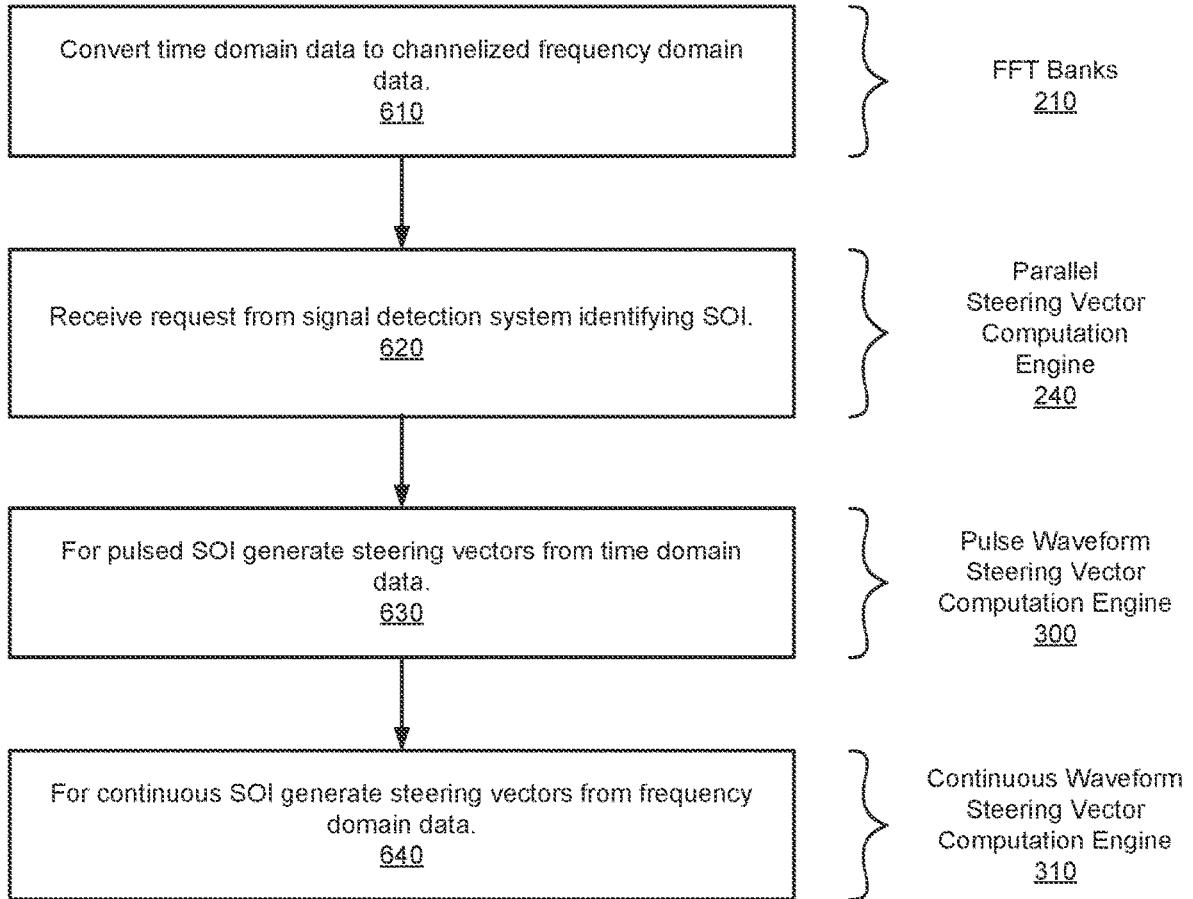 Convert time domain data to channelized frequency domain
data.
610
FFT Banks
210
Receive request from signal detection system identifying SOI.
620
Parallel
Steering Vector
Computation
Engine
240
For pulsed SOI generate steering vectors from time domain
data.
630
Pulse Waveform
Steering Vector
Computation Engine
300
For continuous SOI generate steering vectors from frequency
domain data.
640
Continuous Waveform
Steering Vector
Computation Engine
310